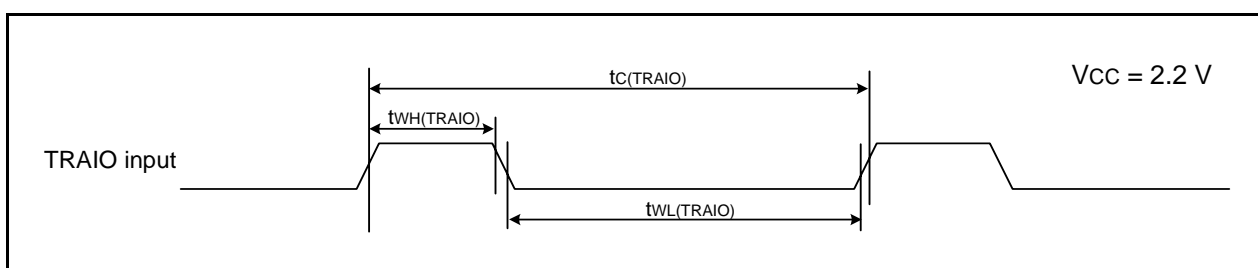 tC(TRAIO)
VCC = 2.2 V
tWH(TRAIO)
TRAIO input
tWL(TRAIO)